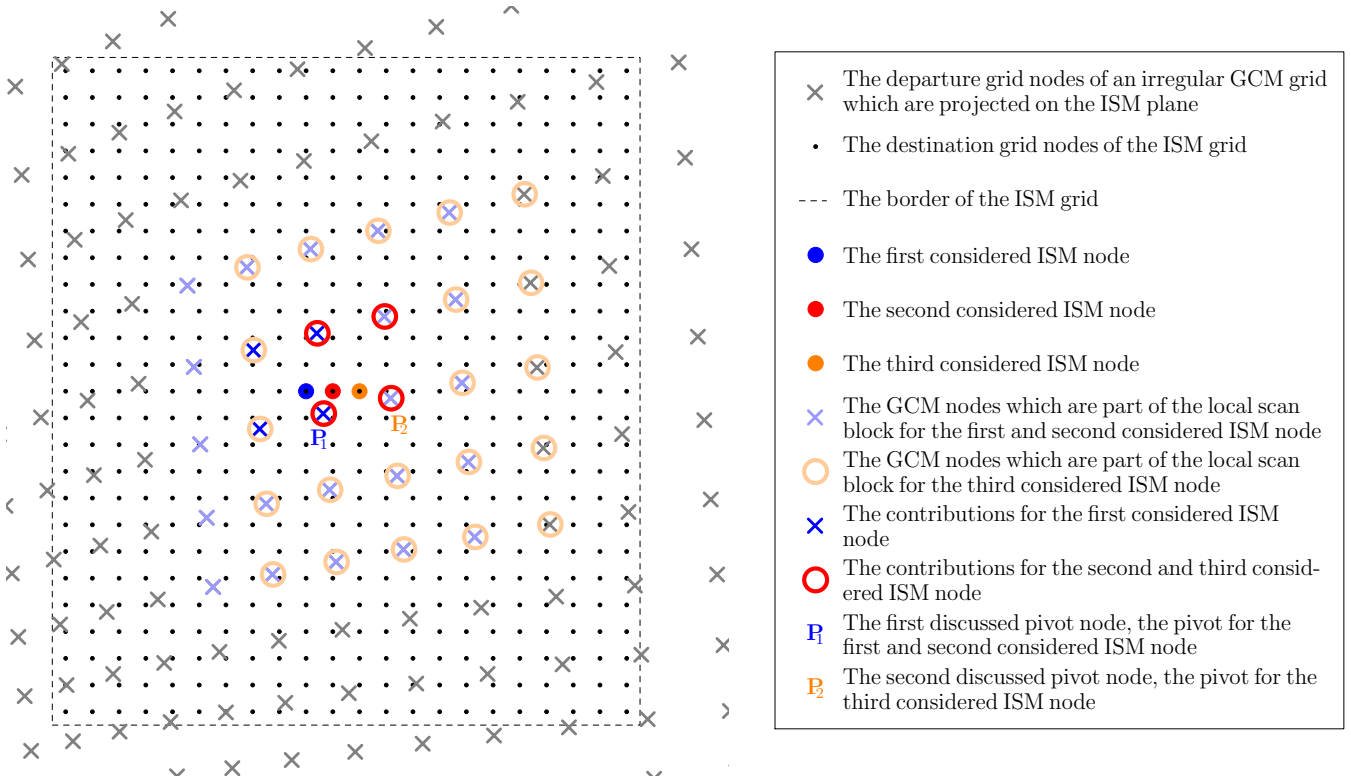 P1
P2
The departure grid nodes of an irregular GCM grid
which are projected on the ISM plane
The destination grid nodes of the ISM grid
The border of the ISM grid
The first considered ISM node
The second considered ISM node
The third considered ISM node
The GCM nodes which are part of the local scan
block for the first and second considered ISM node
The GCM nodes which are part of the local scan
block for the third considered ISM node
The contributions for the first considered ISM
node
The contributions for the second and third consid-
ered ISM node
P1 The first discussed pivot node, the pivot for the
first and second considered ISM node
P2 The second discussed pivot node, the pivot for the
third considered ISM node